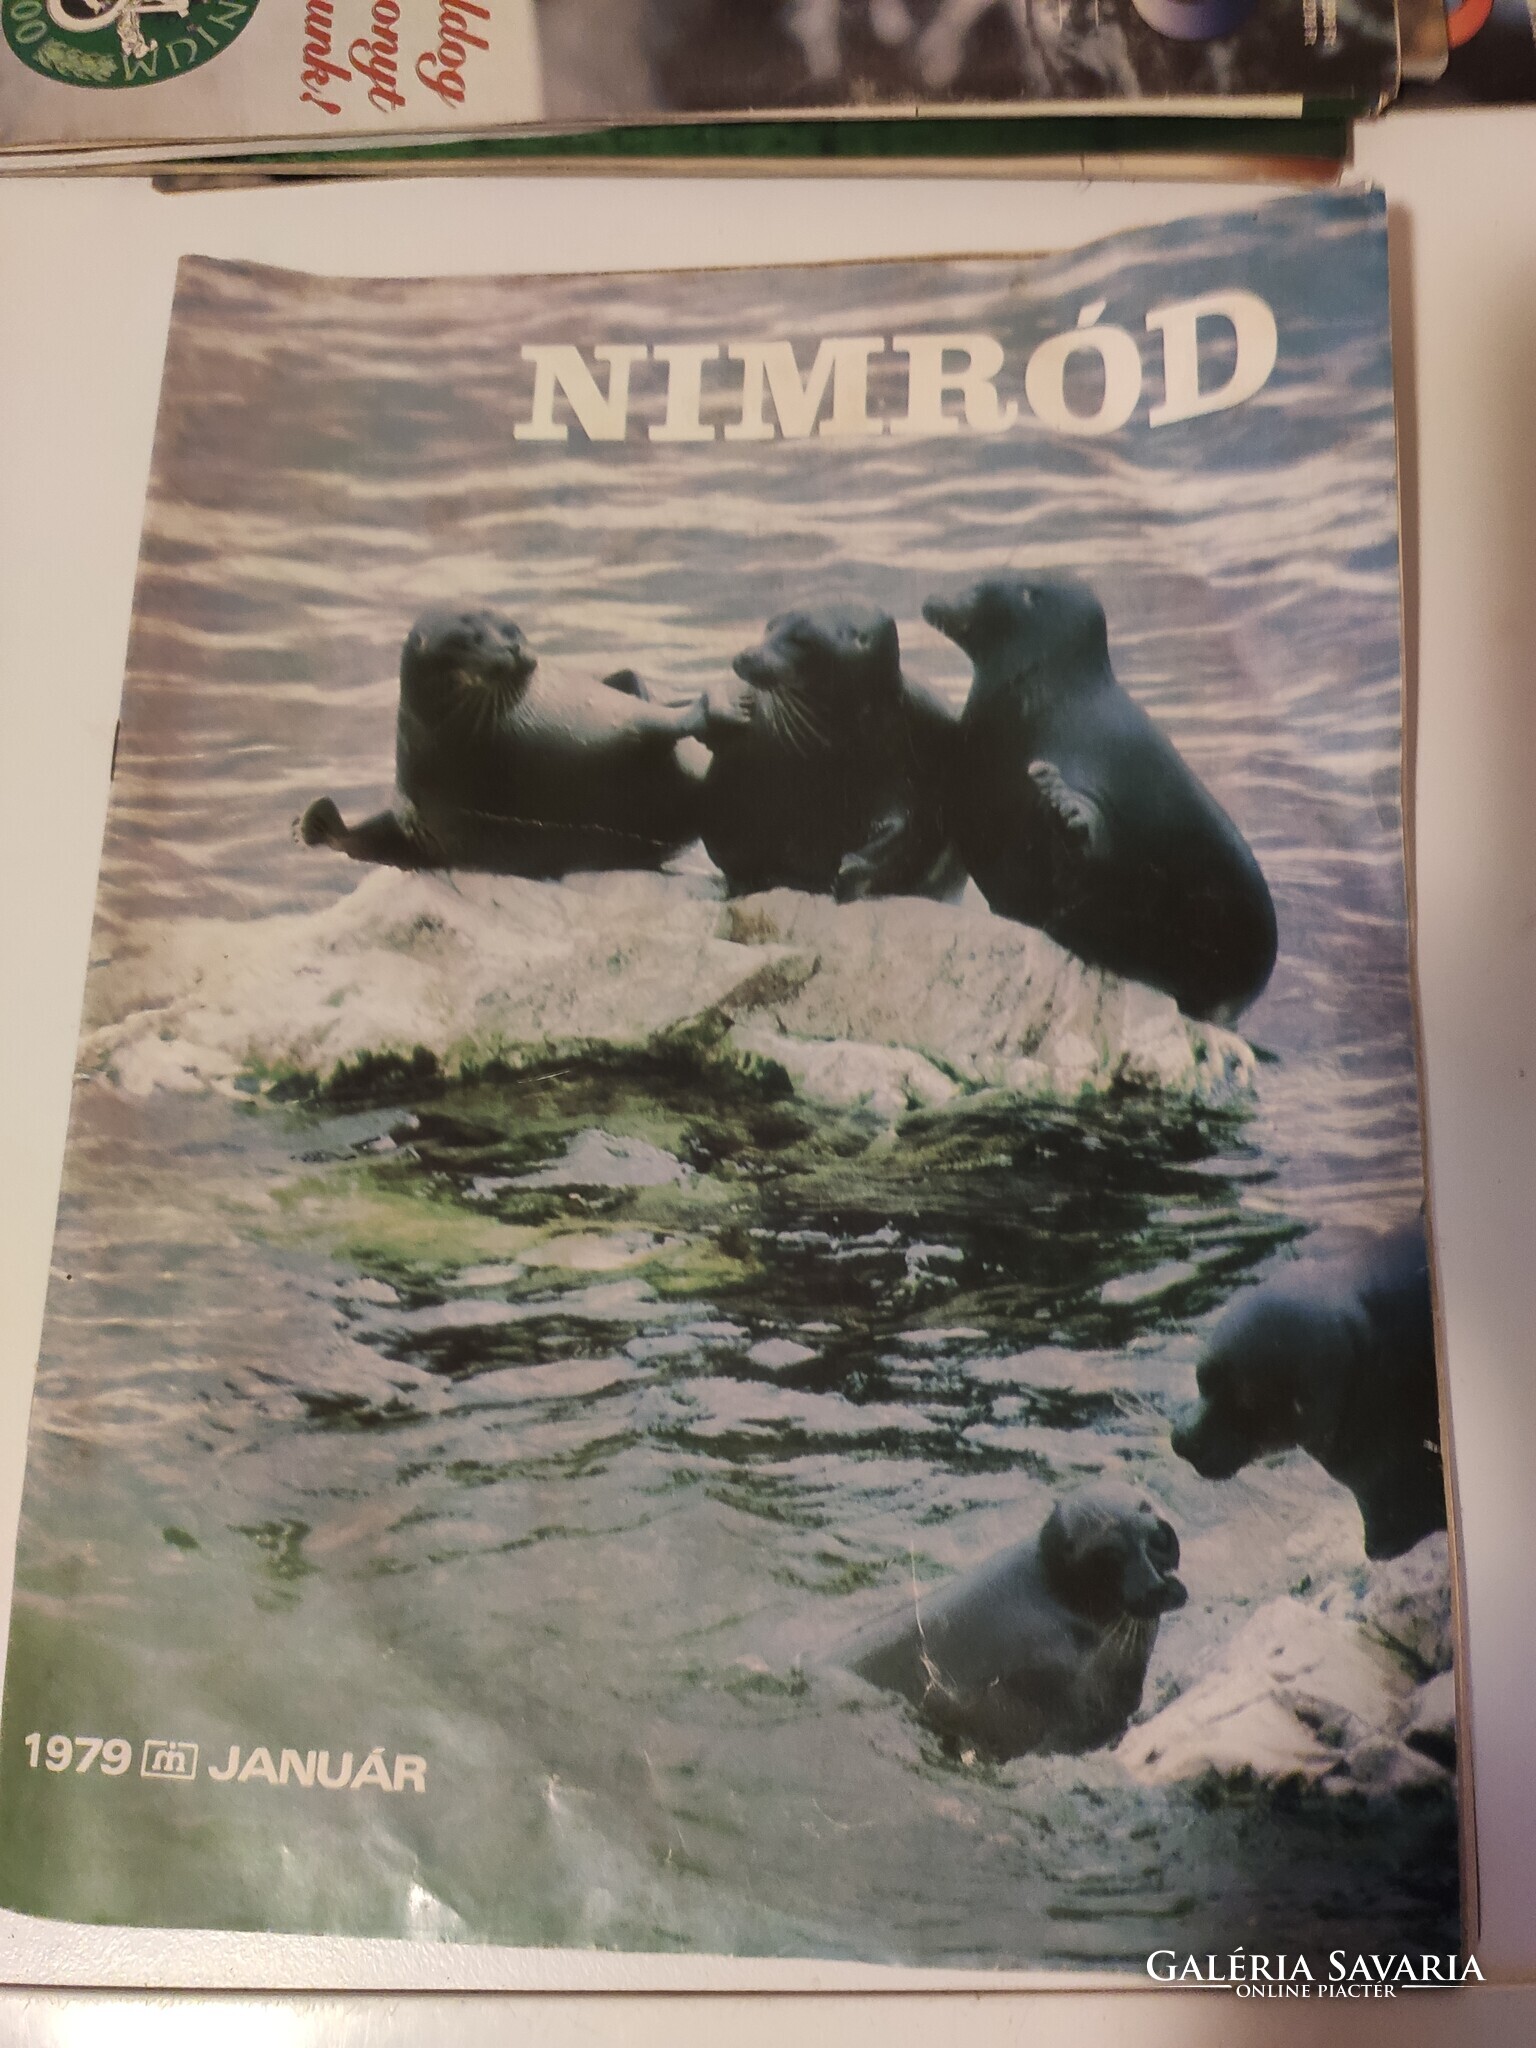 NIMRÓD
1979 JANUÁR
GALÉRIA SAVARIA
ONLINE PIACTÉR